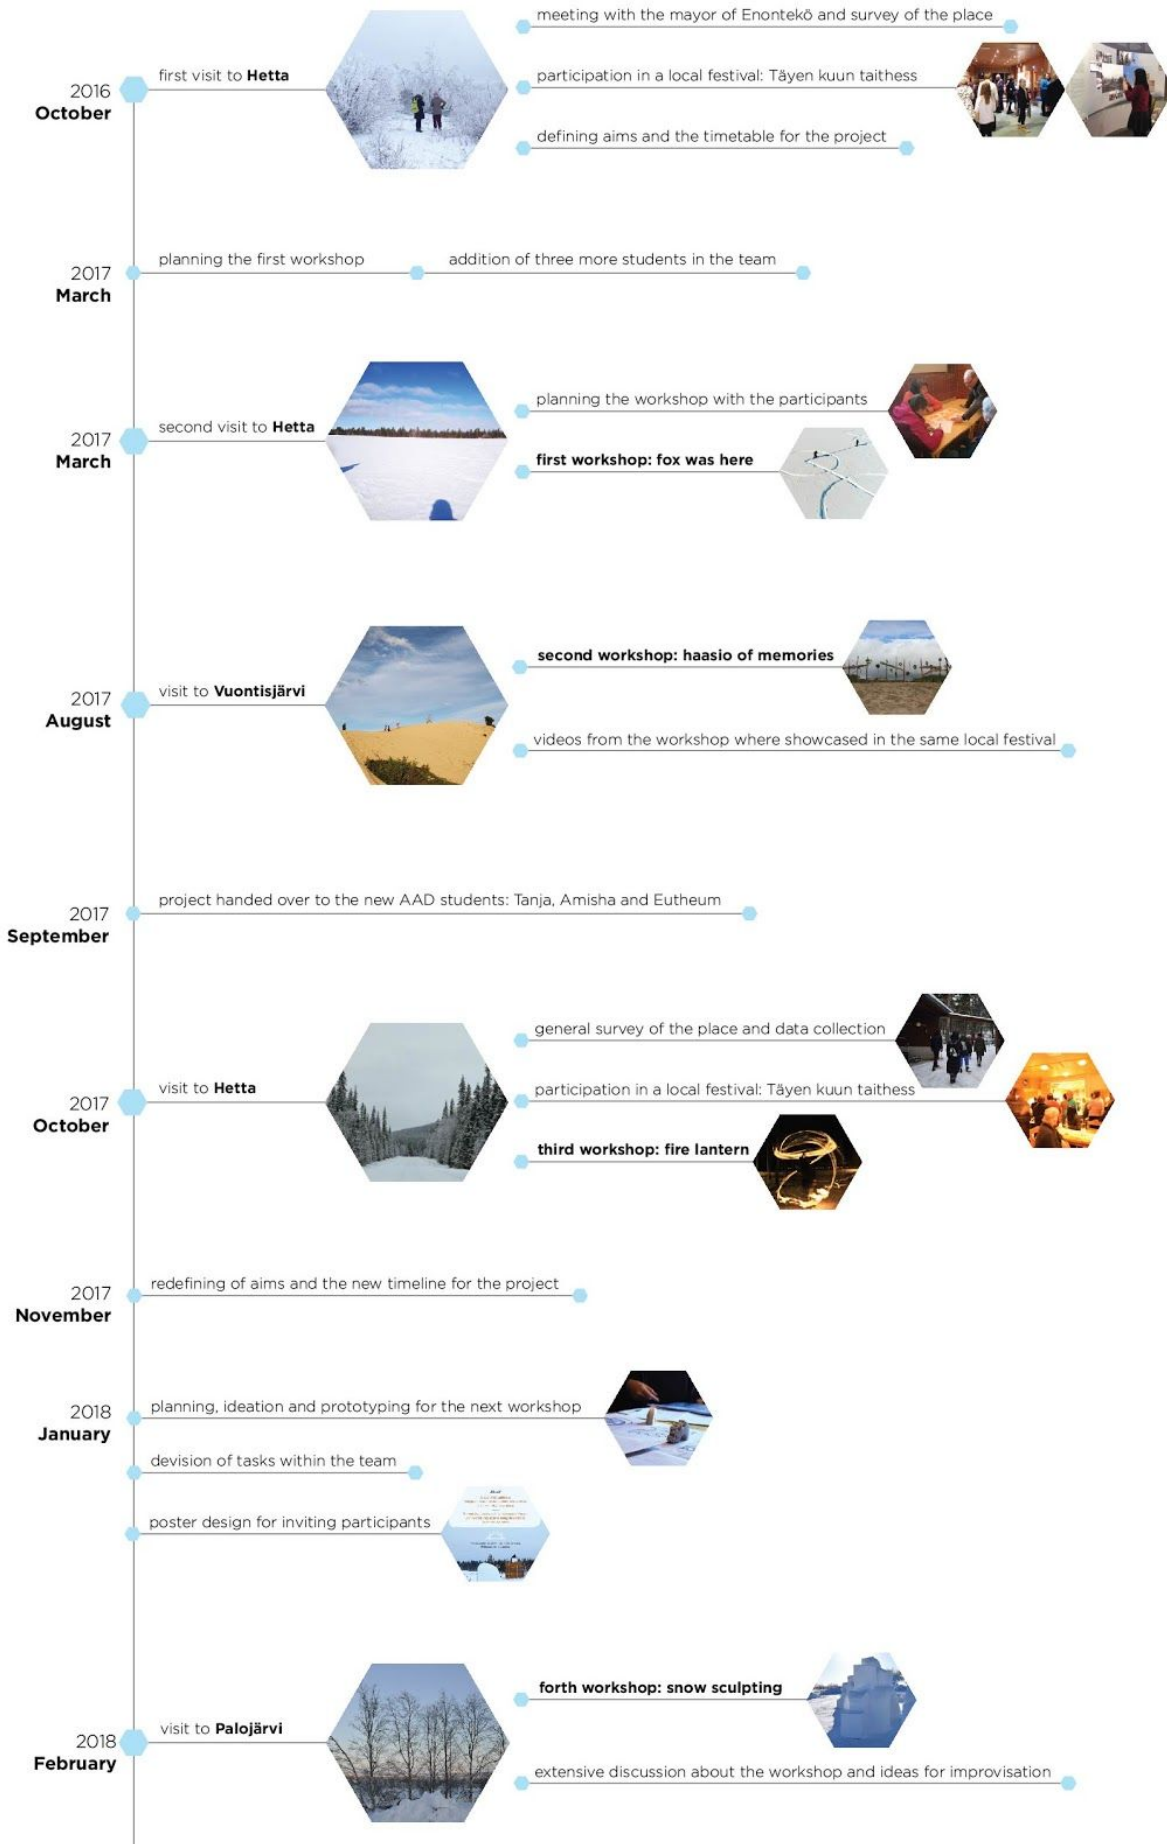 2016
October
first visit to Hetta
meeting with the mayor of Enontekö and survey of the place
participation in a local festival: Täyen kuun taithess
defining aims and the timetable for the project
2017
March
planning the first workshop
addition of three more students in the team
2017
March
second visit to Hetta
planning the workshop with the participants
first workshop: fox was here
2017
August
visit to Vuontisjärvi
second workshop: haasio of memories
videos from the workshop where showcased in the same local festival
2017
September
project handed over to the new AAD students: Tanja, Amisha and Eutheum
2017
October
visit to Hetta
general survey of the place and data collection
participation in a local festival: Täyen kuun taithess
third workshop: fire lantern
2017
November
redefining of aims and the new timeline for the project
2018
January
planning, ideation and prototyping for the next workshop
devision of tasks within the team
poster design for inviting participants
2018
February
visit to Palojärvi
forth workshop: snow sculpting
extensive discussion about the workshop and ideas for improvisation